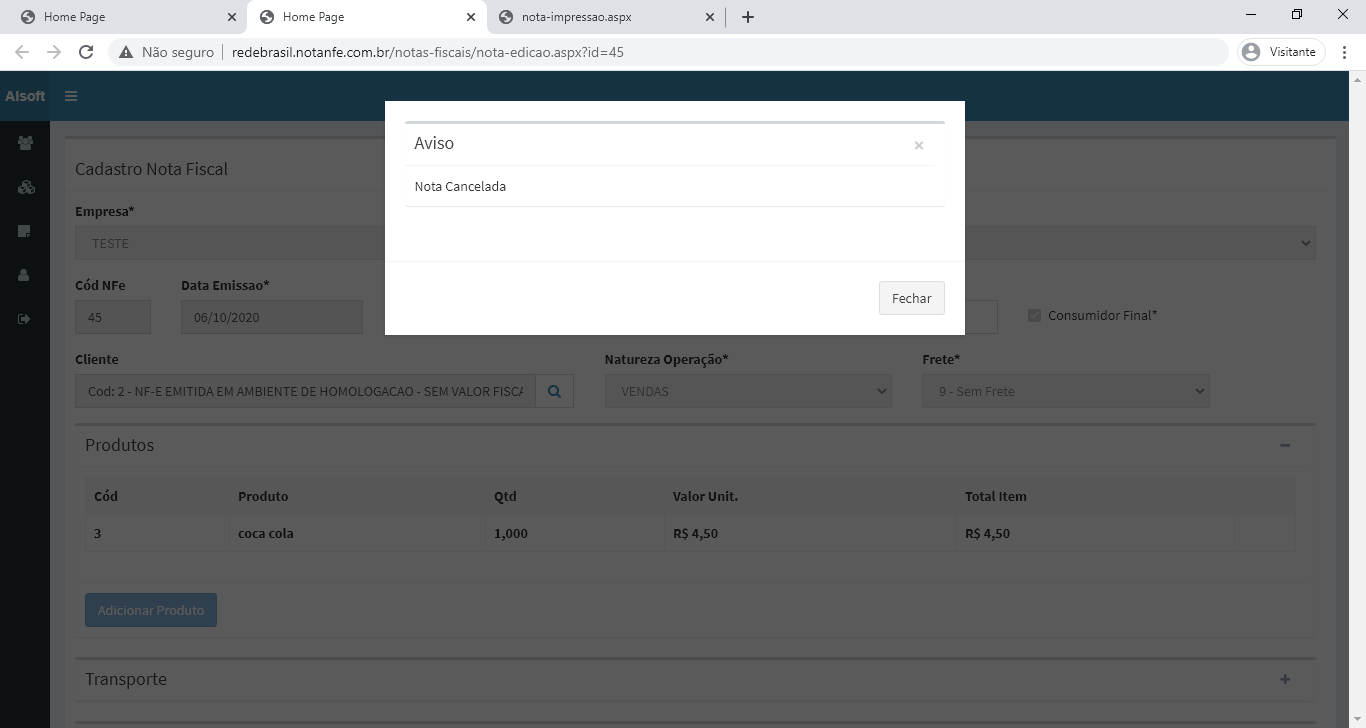 Home Page
Home Page
nota-impressao.aspx
Não seguro
redebrasil.notanfe.com.br/notas-fiscais/nota-edicao.aspx?id=45
Visitante
AIsoft
Aviso
Nota Cancelada
Fechar
Cadastro Nota Fiscal
Empresa*
TESTE
Cód NFe
Data Emissao*
45
06/10/2020
Consumidor Final*
Cliente
Natureza Operação*
Frete*
Cod: 2 - NF-E EMITIDA EM AMBIENTE DE HOMOLOGACAO - SEM VALOR FISCA
VENDAS
9 - Sem Frete
Produtos
Cód Produto Qtd Valor Unit. Total Item
3 coca cola 1,000 R$ 4,50 R$ 4,50
Adicionar Produto
Transporte